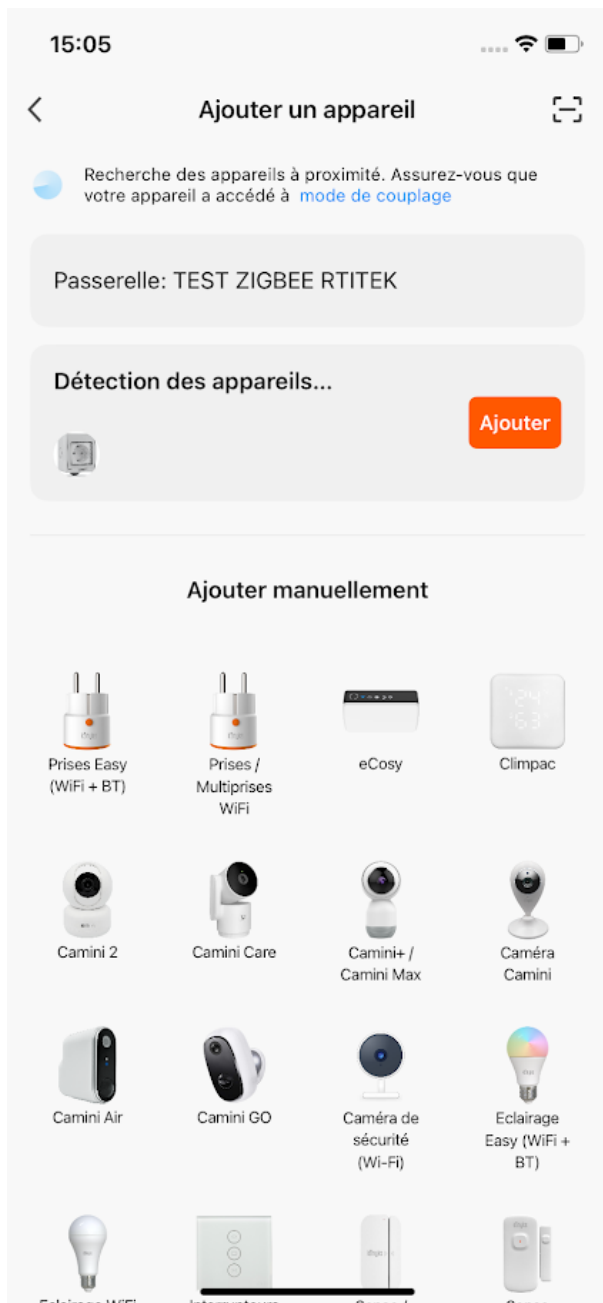 15:05
Ajouter un appareil
Recherche des appareils à proximité. Assurez-vous que
votre appareil a accédé à mode de couplage
Passerelle: TEST ZIGBEE RTITEK
Détection des appareils...
Ajouter
Ajouter manuellement
Prises Easy
(WiFi + BT)
Prises /
Multiprises
WiFi
eCosy
Climpac
Camini 2
Camini Care
Camini+ /
Camini Max
Caméra
Camini
Camini Air
Camini GO
Caméra de
sécurité
(Wi-Fi)
Eclairage
Easy (WiFi +
BT)
Eclairage WiFi
Interrupteurs